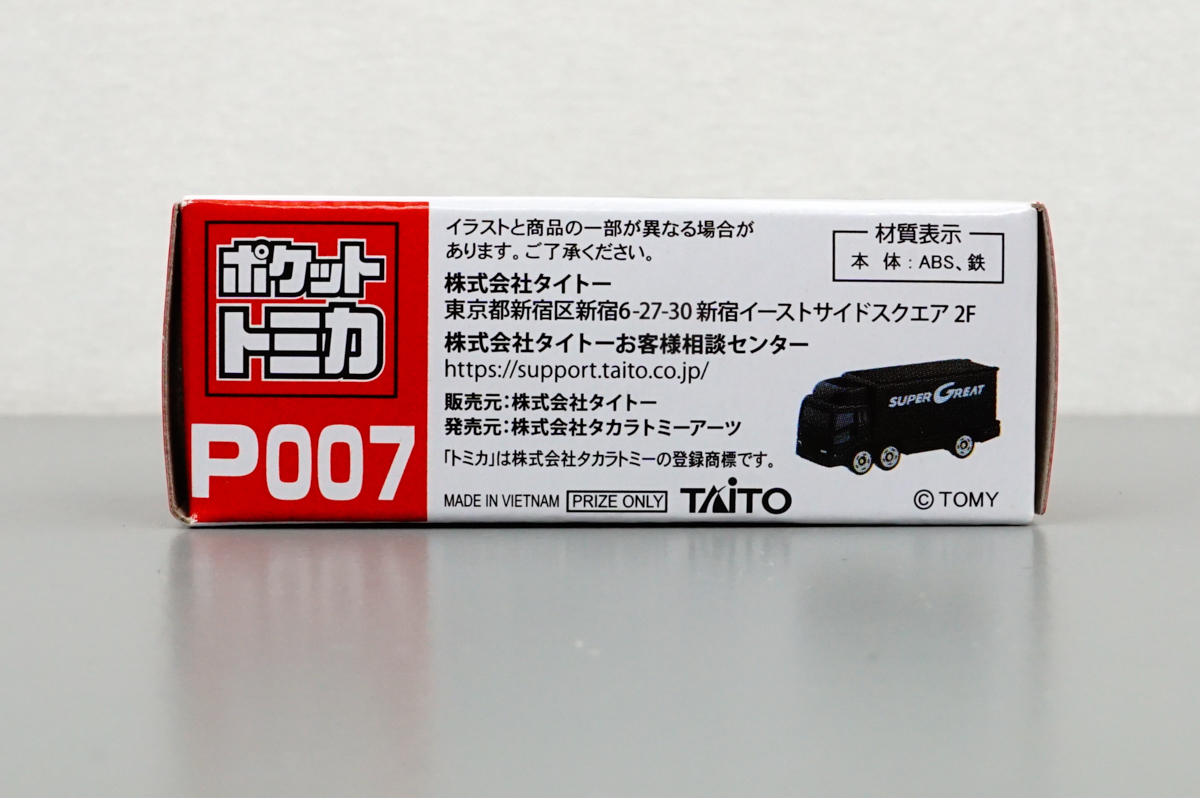 ポケット
トミカ
P007
イラストと商品の一部が異なる場合が
あります。ご了承ください。
株式会社タイトー
東京都新宿区新宿6-27-30 新宿イーストサイドスクエア 2F
株式会社タイトーお客様相談センター
https://support.taito.co.jp/
販売元：株式会社タイトー
発売元：株式会社タカラトミーアーツ
「トミカ」は株式会社タカラトミーの登録商標です。
MADE IN VIETNAM PRIZE ONLY TAITO
材質表示
本 体：ABS、鉄
SUPER GREAT
© TOMY